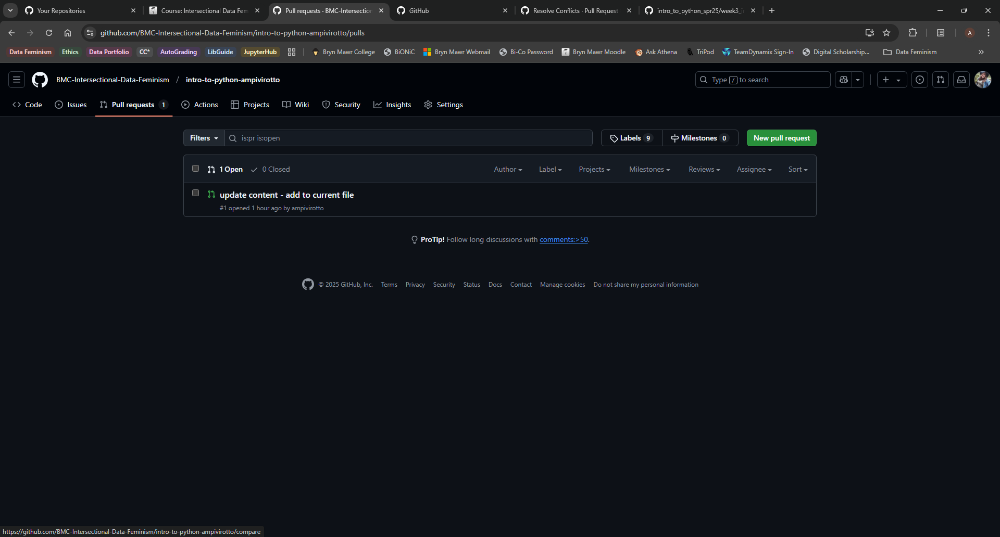 Your Repositories
Course: Intersectional Data Fem
Pull requests · BMC-Intersection
GitHub
Resolve Conflicts · Pull Request
intro_to_python_spr25/week3_i
github.com/BMC-Intersectional-Data-Feminism/intro-to-python-ampivirotto/pulls
A
Data Feminism Ethics Data Portfolio CC* AutoGrading LibGuide JupyterHub Bryn Mawr College BiONiC Bryn Mawr Webmail Bi-Co Password Bryn Mawr Moodle Ask Athena TriPod TeamDynamix Sign-In Digital Scholarship... Data Feminism »
BMC-Intersectional-Data-Feminism / intro-to-python-ampivirotto
Type / to search
Code Issues Pull requests 1 Actions Projects Wiki Security Insights Settings
Filters is:pr is:open Labels 9 Milestones 0 New pull request
1 Open 0 Closed Author Label Projects Milestones Reviews Assignee Sort
update content - add to current file
#1 opened 1 hour ago by ampivirotto
ProTip! Follow long discussions with comments:>50.
© 2025 GitHub, Inc. Terms Privacy Security Status Docs Contact Manage cookies Do not share my personal information
https://github.com/BMC-Intersectional-Data-Feminism/intro-to-python-ampivirotto/compare